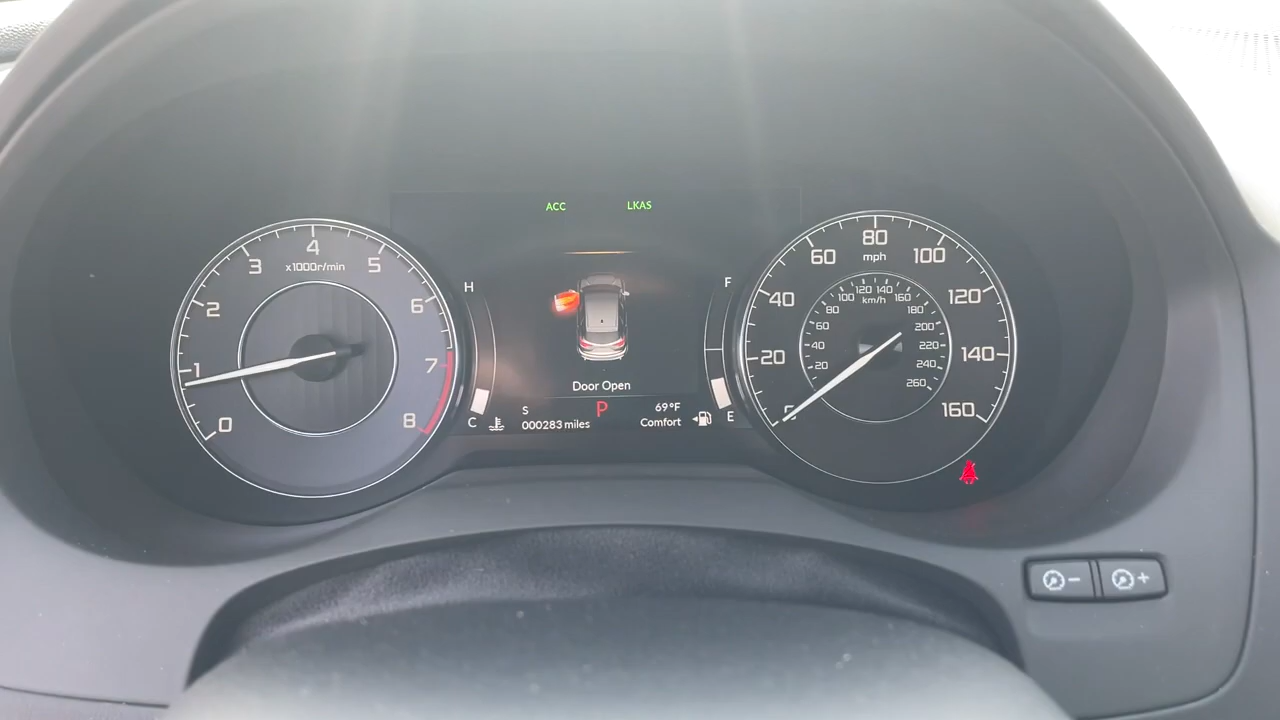 ACC LKAS
0 1 2 3 4 5 6 7 8
x1000r/min
H
C
Door Open
S
000283 miles
P
69°F
Comfort
F
E
20 40 60 80 100 120 140 160
mph
20 40 60 80 100 120 140 160 180 200 220 240 260
km/h
- +